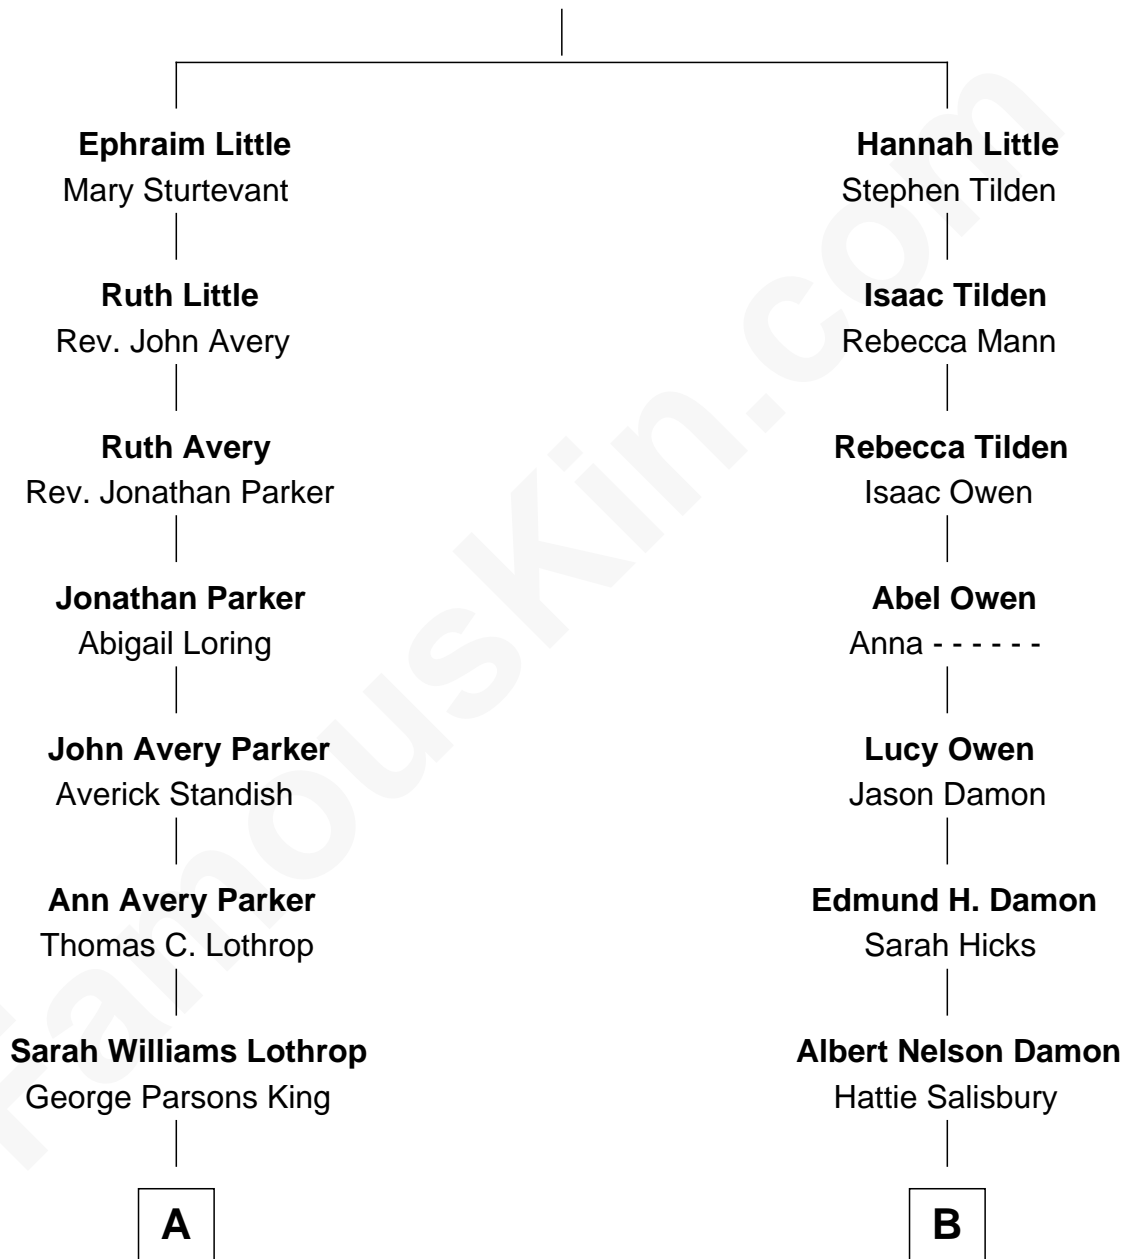 Ephraim Little
Mary Sturtevant
Hannah Little
Stephen Tilden
Ruth Little
Rev. John Avery
Isaac Tilden
Rebecca Mann
Ruth Avery
Rev. Jonathan Parker
Rebecca Tilden
Isaac Owen
Jonathan Parker
Abigail Loring
Abel Owen
Anna - - - - - -
John Avery Parker
Averick Standish
Lucy Owen
Jason Damon
Ann Avery Parker
Thomas C. Lothrop
Edmund H. Damon
Sarah Hicks
Sarah Williams Lothrop
George Parsons King
Albert Nelson Damon
Hattie Salisbury
A
B
FamousKin.com